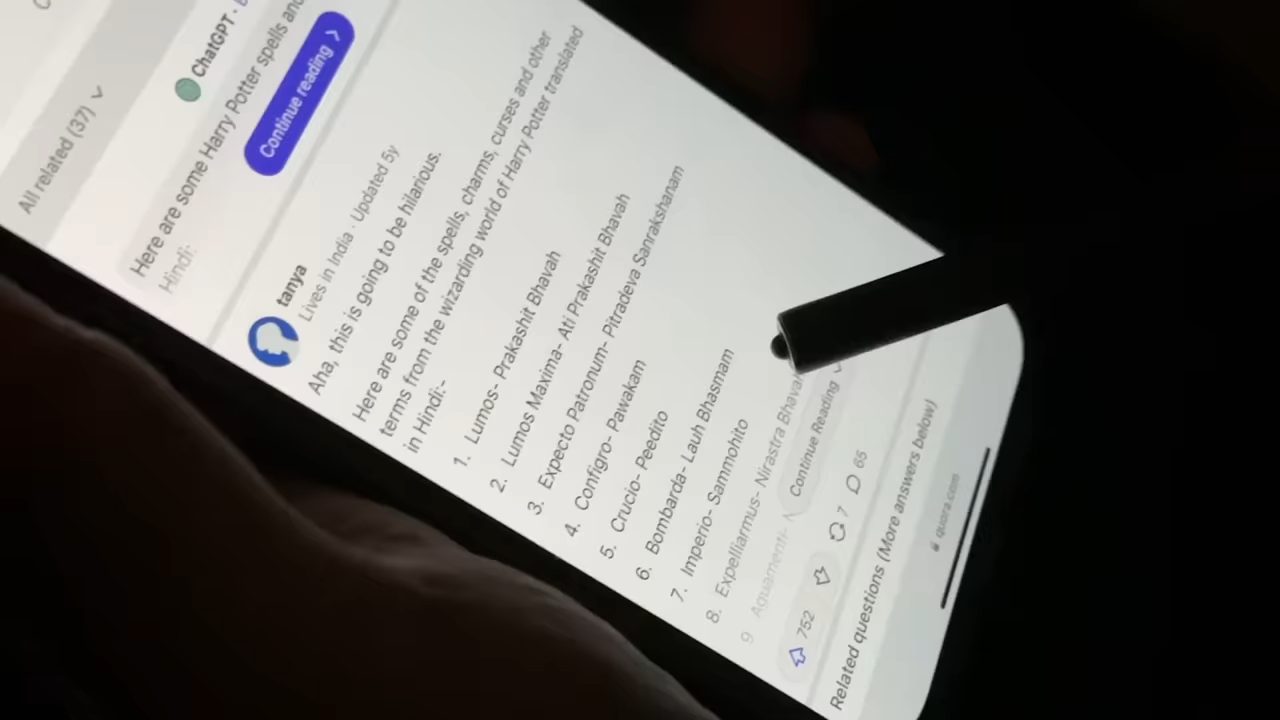 All related (37)
ChatGPT ·
Here are some Harry Potter spells and
Hindi:
Continue reading
tanya
Lives in India · Updated 5y
Aha, this is going to be hilarious.
Here are some of the spells, charms, curses and other
terms from the wizarding world of Harry Potter translated
in Hindi:-
1. Lumos- Prakashit Bhavah
2. Lumos Maxima- Ati Prakashit Bhavah
3. Expecto Patronum- Pitradeva Sanrakshanam
4. Configro- Pawakam
5. Crucio- Peedito
6. Bombarda- Lauh Bhasmam
7. Imperio- Sammohito
8. Expelliarmus- Nirastra Bhavah
9 Aquamenti-
Continue Reading
752 7 65
Related questions (More answers below)
quora.com